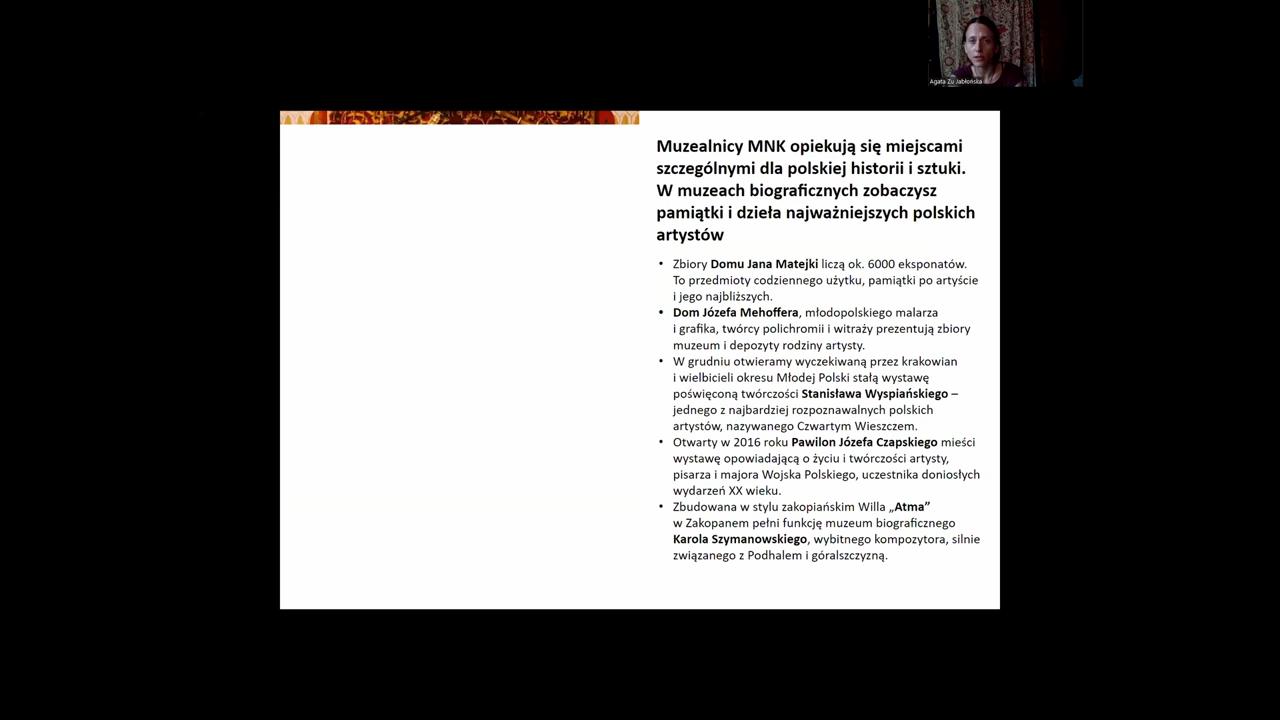 Agata Zu Jabłońska
Muzealnicy MNK opiekują się miejscami
szczególnymi dla polskiej historii i sztuki.
W muzeach biograficznych zobaczysz
pamiątki i dzieła najważniejszych polskich
artystów
• Zbiory Domu Jana Matejki liczą ok. 6000 eksponatów.
To przedmioty codziennego użytku, pamiątki po artyście
i jego najbliższych.
• Dom Józefa Mehoffera, młodopolskiego malarza
i grafika, twórcy polichromii i witraży prezentują zbiory
muzeum i depozyty rodziny artysty.
• W grudniu otwieramy wyczekiwaną przez krakowian
i wielbicieli okresu Młodej Polski stałą wystawę
poświęconą twórczości Stanisława Wyspiańskiego –
jednego z najbardziej rozpoznawalnych polskich
artystów, nazywanego Czwartym Wieszczem.
• Otwarty w 2016 roku Pawilon Józefa Czapskiego mieści
wystawę opowiadającą o życiu i twórczości artysty,
pisarza i majora Wojska Polskiego, uczestnika doniosłych
wydarzeń XX wieku.
• Zbudowana w stylu zakopiańskim Willa „Atma”
w Zakopanem pełni funkcję muzeum biograficznego
Karola Szymanowskiego, wybitnego kompozytora, silnie
związanego z Podhalem i góralszczyzną.